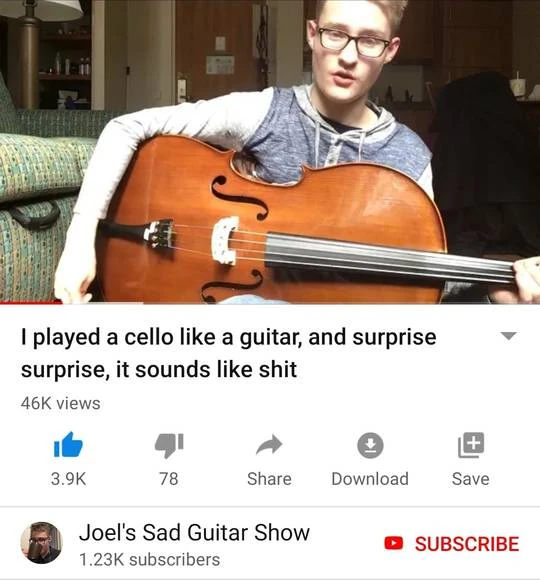 I played a cello like a guitar, and surprise
surprise, it sounds like shit
46K views
3.9K
78
Share
Download
Save
Joel's Sad Guitar Show
1.23K subscribers
SUBSCRIBE